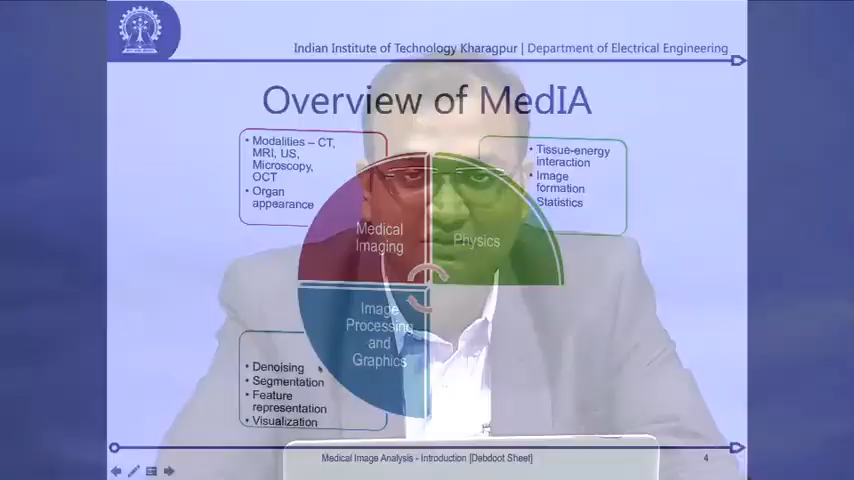 Indian Institute of Technology Kharagpur | Department of Electrical Engineering
Overview of MedIA
• Modalities – CT,
MRI, US,
Microscopy,
OCT
• Organ
appearance
• Tissue-energy
interaction
• Image
formation
• Statistics
Medical
Imaging
Physics
Image
Processing
and
Graphics
• Denoising
• Segmentation
• Feature
representation
• Visualization
Medical Image Analysis - Introduction [Debdoot Sheet]
4